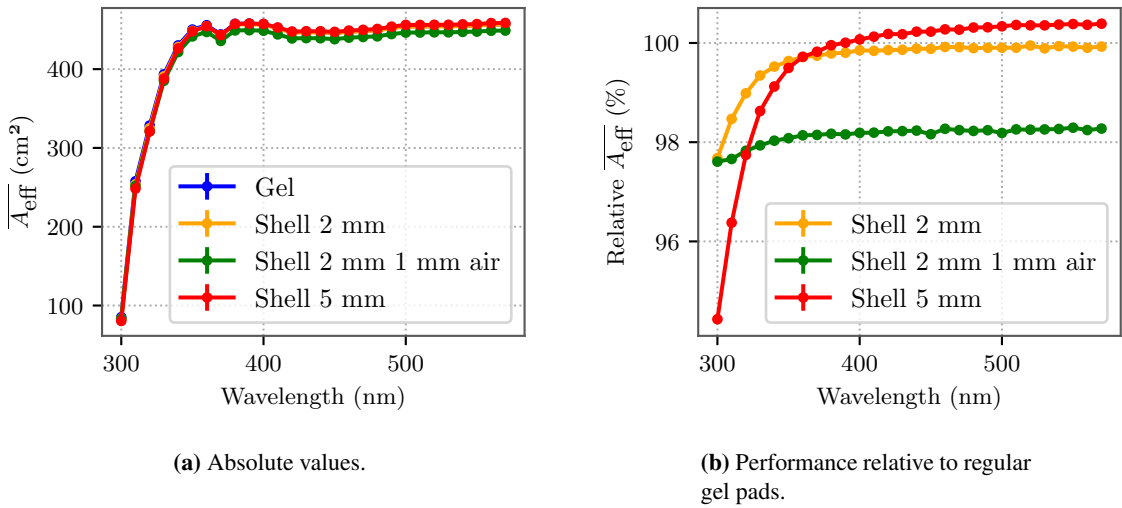 400
300
200
100
A_eff (cm²)
300
400
500
Wavelength (nm)
Gel
Shell 2 mm
Shell 2 mm 1 mm air
Shell 5 mm
(a) Absolute values.
100
98
96
Relative A_eff (%)
300
400
500
Wavelength (nm)
Shell 2 mm
Shell 2 mm 1 mm air
Shell 5 mm
(b) Performance relative to regular
gel pads.